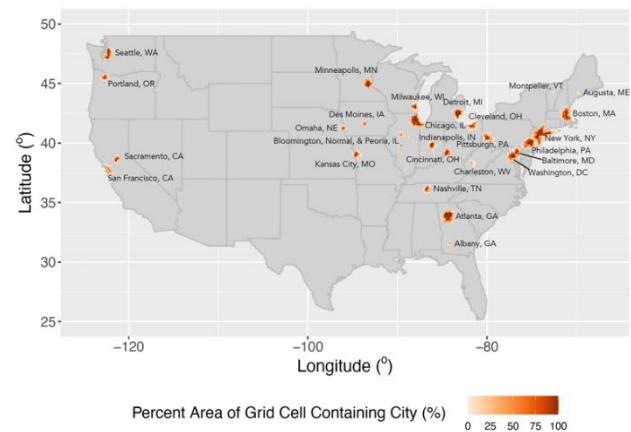 50
Seattle, WA
Minneapolis, MN
45
Portland, OR
Montpelier, VT
Augusta, ME
Milwaukee, WI
Detroit, MI
Boston, MA
Des Moines, IA
Cleveland, OH
Omaha, NE
Chicago, IL
New York, NY
Bloomington, Normal, & Peoria, IL
Indianapolis, IN
Pittsburgh, PA
Philadelphia, PA
40
Sacramento, CA
Kansas City, MO
Cincinnati, OH
Baltimore, MD
San Francisco, CA
Charleston, WV
Washington, DC
Nashville, TN
35
Atlanta, GA
Albany, GA
30
25
Latitude (°)
−120
−100
−80
Longitude (°)
Percent Area of Grid Cell Containing City (%)
0 25 50 75 100